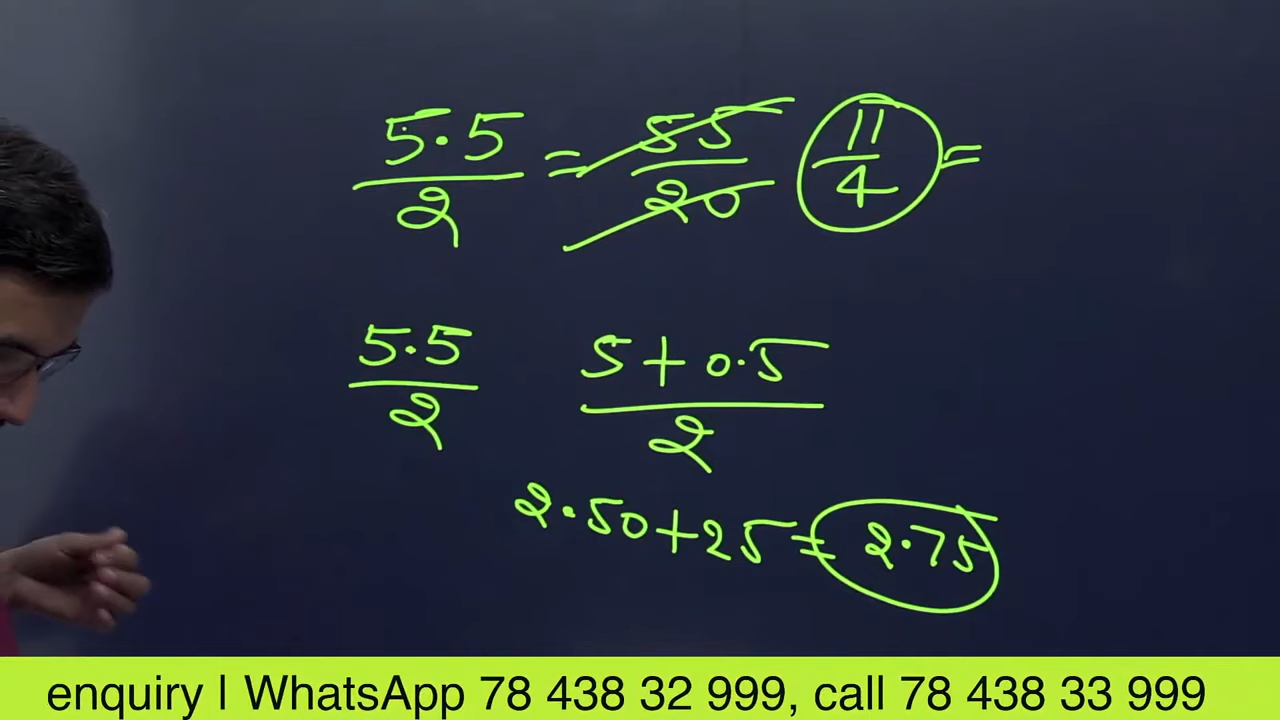 5.5/2 = 55/20 11/4 =
5.5/2 5+0.5/2
2.50+25=2.75
enquiry | WhatsApp 78 438 32 999, call 78 438 33 999